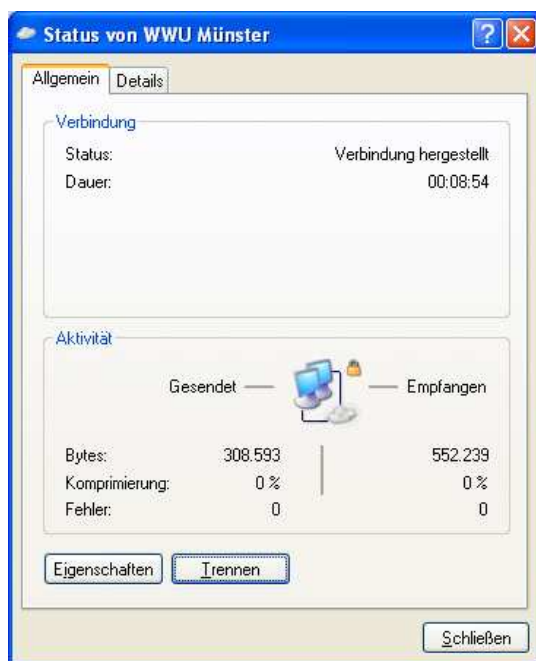 Status von WWU Münster
Allgemein Details
Verbindung
Status: Verbindung hergestellt
Dauer: 00:08:54
Aktivität
Gesendet Empfangen
Bytes: 308.593 552.239
Komprimierung: 0 % 0 %
Fehler: 0 0
Eigenschaften Trennen
Schließen